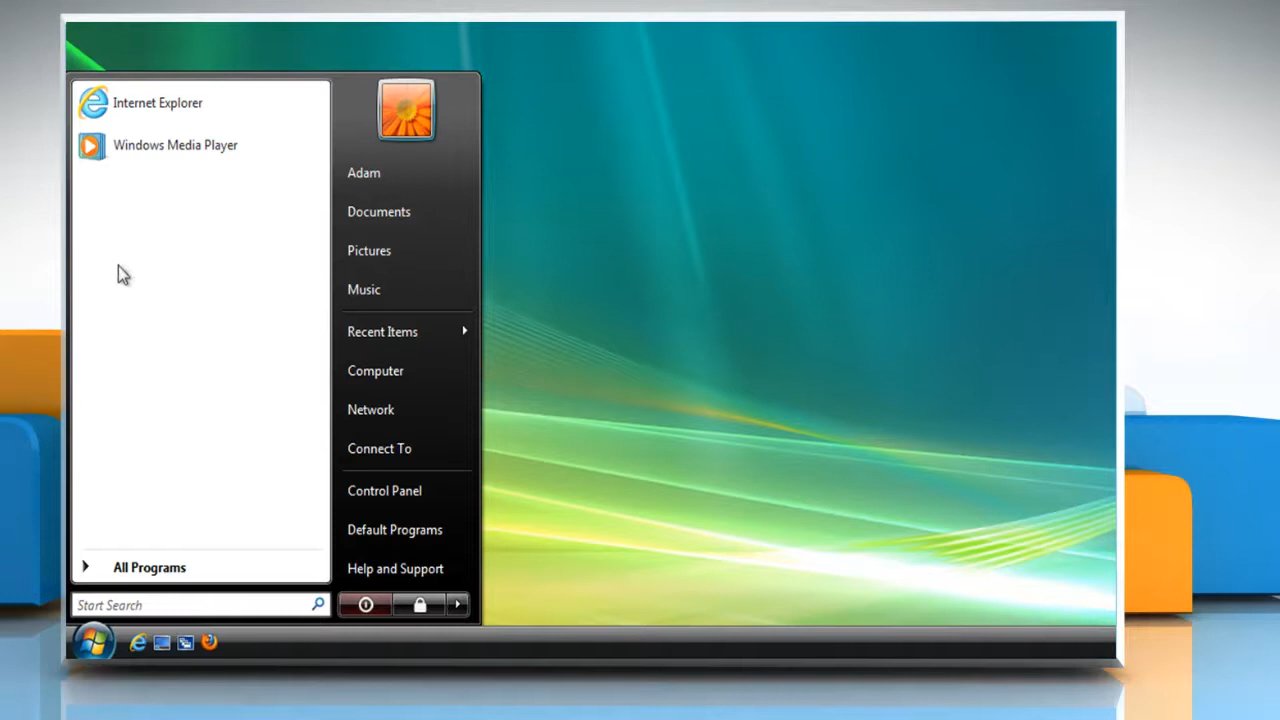 Internet Explorer
Windows Media Player
All Programs
Start Search
Adam
Documents
Pictures
Music
Recent Items
Computer
Network
Connect To
Control Panel
Default Programs
Help and Support